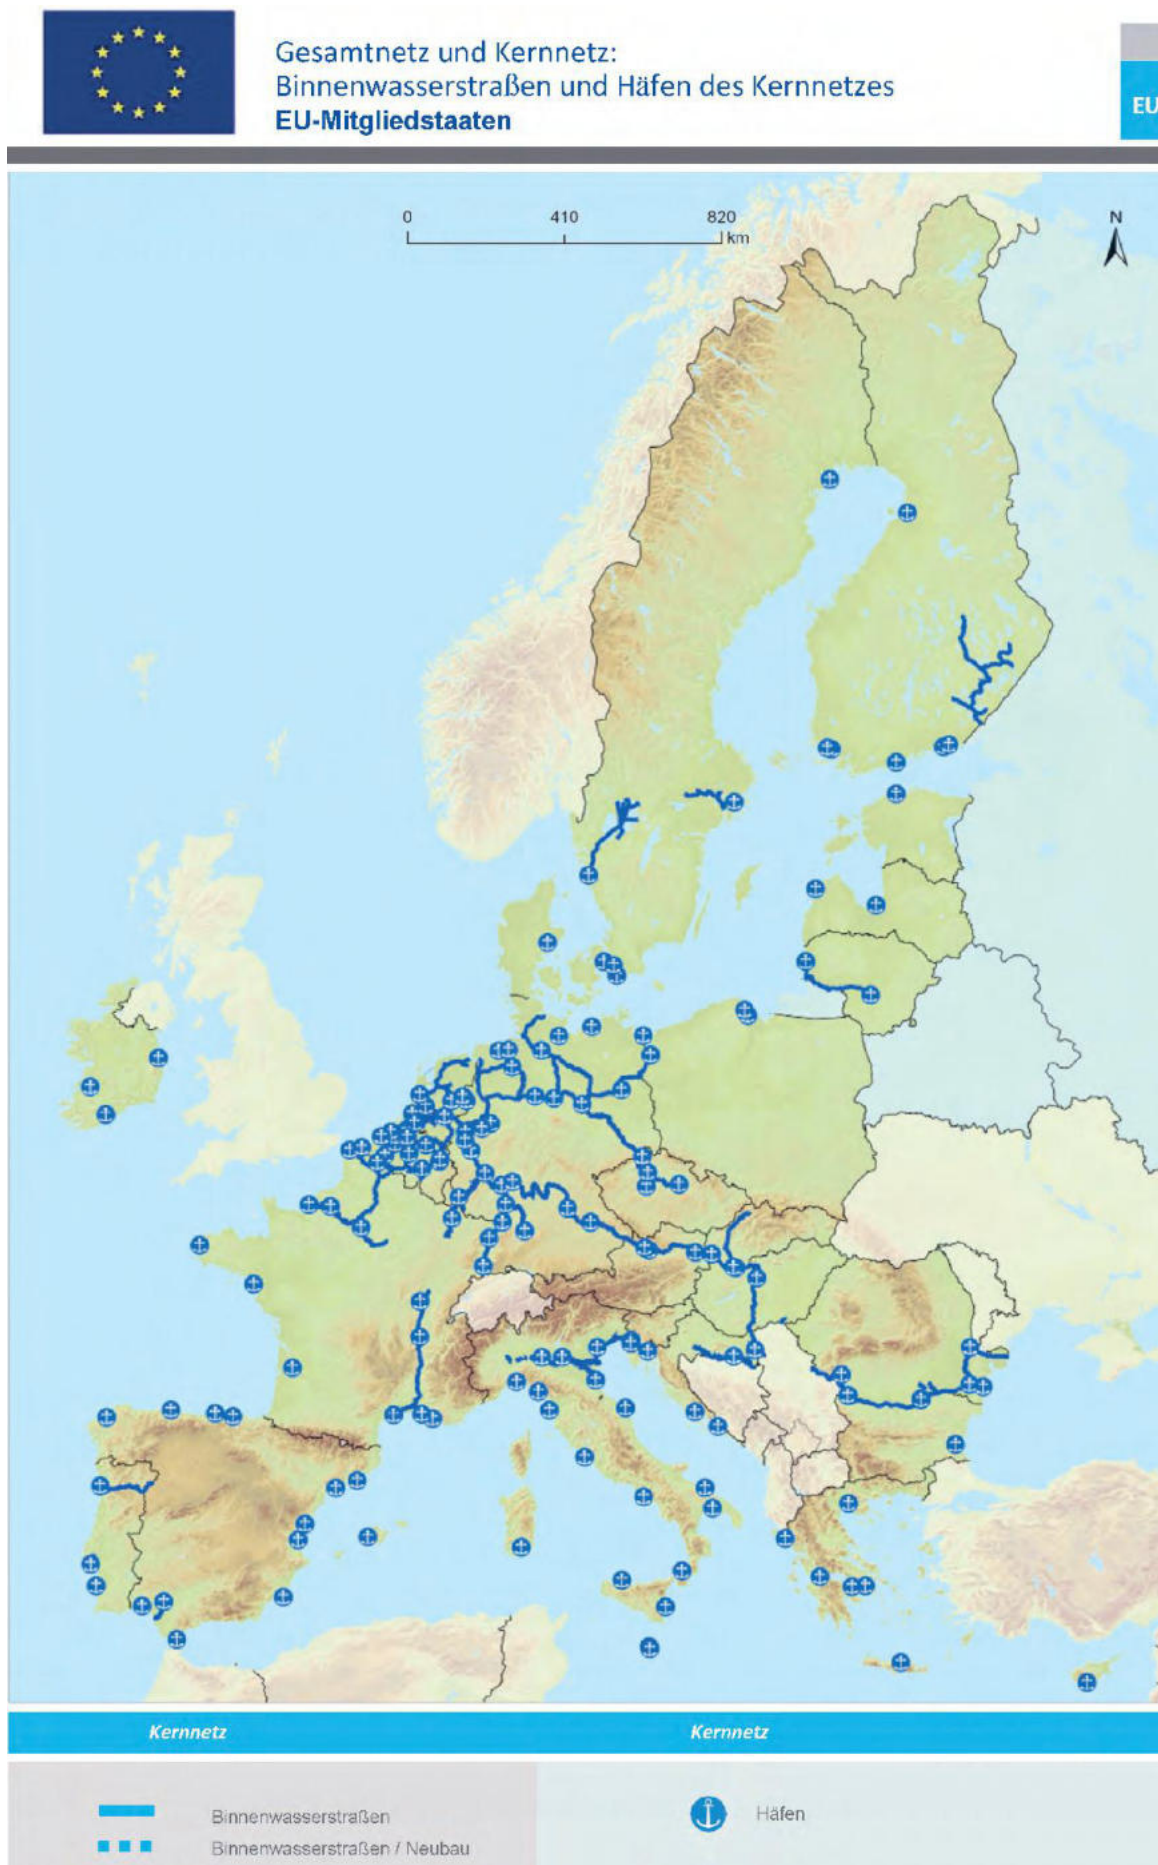 Gesamtnetz und Kernnetz:
Binnenwasserstraßen und Häfen des Kernnetzes
EU-Mitgliedstaaten
EU
0 410 820
km
N
Kernnetz Kernnetz
Binnenwasserstraßen
Häfen
Binnenwasserstraßen / Neubau